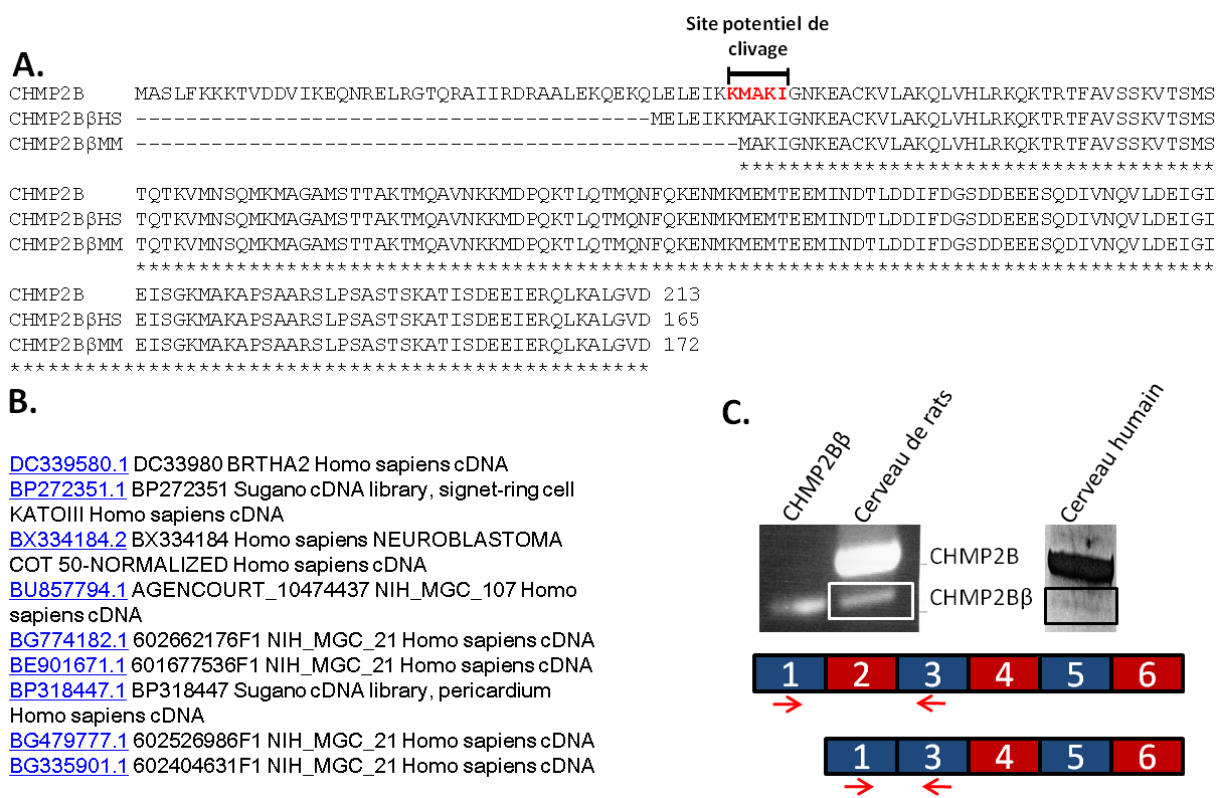 Site potentiel de
clivage
A.
CHMP2B MASLFKKKTVDDVIKEQNRELRGTQRAIIRDRAALEKQEKQLELEIKKMAKIGNKEACKVLAKQLVHLRKQKTRTFAVSSKVTSMS
CHMP2BβHS -----------------------------------------MELEIKKMAKIGNKEACKVLAKQLVHLRKQKTRTFAVSSKVTSMS
CHMP2BβMM ------------------------------------------------MAKIGNKEACKVLAKQLVHLRKQKTRTFAVSSKVTSMS
**************************************
CHMP2B TQTKVMNSQMKMAGAMSTTAKTMQAVNKKMDPQKTLQTMQNFQKENMKMEMTEEMINDTLDDIFDGSDDEEESQDIVNQVLDEIGI
CHMP2BβHS TQTKVMNSQMKMAGAMSTTAKTMQAVNKKMDPQKTLQTMQNFQKENMKMEMTEEMINDTLDDIFDGSDDEEESQDIVNQVLDEIGI
CHMP2BβMM TQTKVMNSQMKMAGAMSTTAKTMQAVNKKMDPQKTLQTMQNFQKENMKMEMTEEMINDTLDDIFDGSDDEEESQDIVNQVLDEIGI
**************************************************************************************
CHMP2B EISGKMAKAPSAARSLPSASTSKATISDEEIERQLKALGVD 213
CHMP2BβHS EISGKMAKAPSAARSLPSASTSKATISDEEIERQLKALGVD 165
CHMP2BβMM EISGKMAKAPSAARSLPSASTSKATISDEEIERQLKALGVD 172
***************************************************
B.
DC339580.1 DC33980 BRTHA2 Homo sapiens cDNA
BP272351.1 BP272351 Sugano cDNA library, signet-ring cell
KATOIII Homo sapiens cDNA
BX334184.2 BX334184 Homo sapiens NEUROBLASTOMA
COT 50-NORMALIZED Homo sapiens cDNA
BU857794.1 AGENCOURT_10474437 NIH_MGC_107 Homo
sapiens cDNA
BG774182.1 602662176F1 NIH_MGC_21 Homo sapiens cDNA
BE901671.1 601677536F1 NIH_MGC_21 Homo sapiens cDNA
BP318447.1 BP318447 Sugano cDNA library, pericardium
Homo sapiens cDNA
BG479777.1 602526986F1 NIH_MGC_21 Homo sapiens cDNA
BG335901.1 602404631F1 NIH_MGC_21 Homo sapiens cDNA
C.
CHMP2Bβ
Cerveau de rats
Cerveau humain
CHMP2B
CHMP2Bβ
1 2 3 4 5 6
1 3 4 5 6